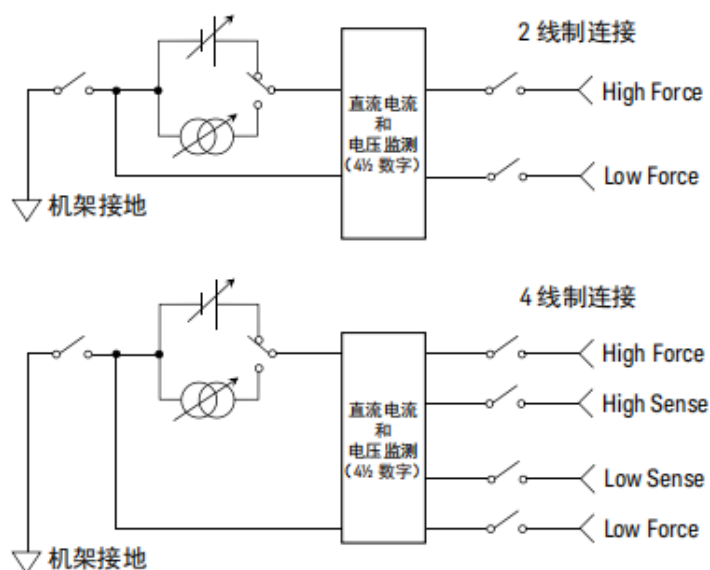 2 线制连接
直流电流
和
电压监测
(4½ 数字)
High Force
Low Force
机架接地
4 线制连接
直流电流
和
电压监测
(4½ 数字)
High Force
High Sense
Low Sense
Low Force
机架接地